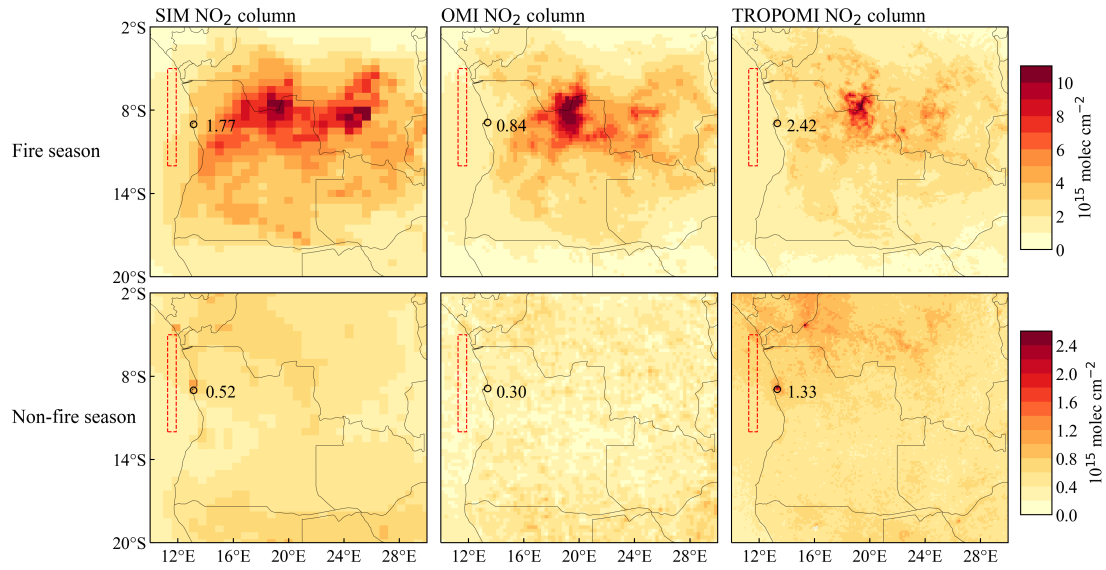 SIM NO₂ column
OMI NO₂ column
TROPOMI NO₂ column
2°S
8°S
14°S
20°S
Fire season
1.77
0.84
2.42
10
8
6
4
2
0
10¹⁵ molec cm⁻²
2°S
8°S
14°S
20°S
Non-fire season
0.52
0.30
1.33
2.4
2.0
1.6
1.2
0.8
0.4
0.0
10¹⁵ molec cm⁻²
12°E 16°E 20°E 24°E 28°E
12°E 16°E 20°E 24°E 28°E
12°E 16°E 20°E 24°E 28°E